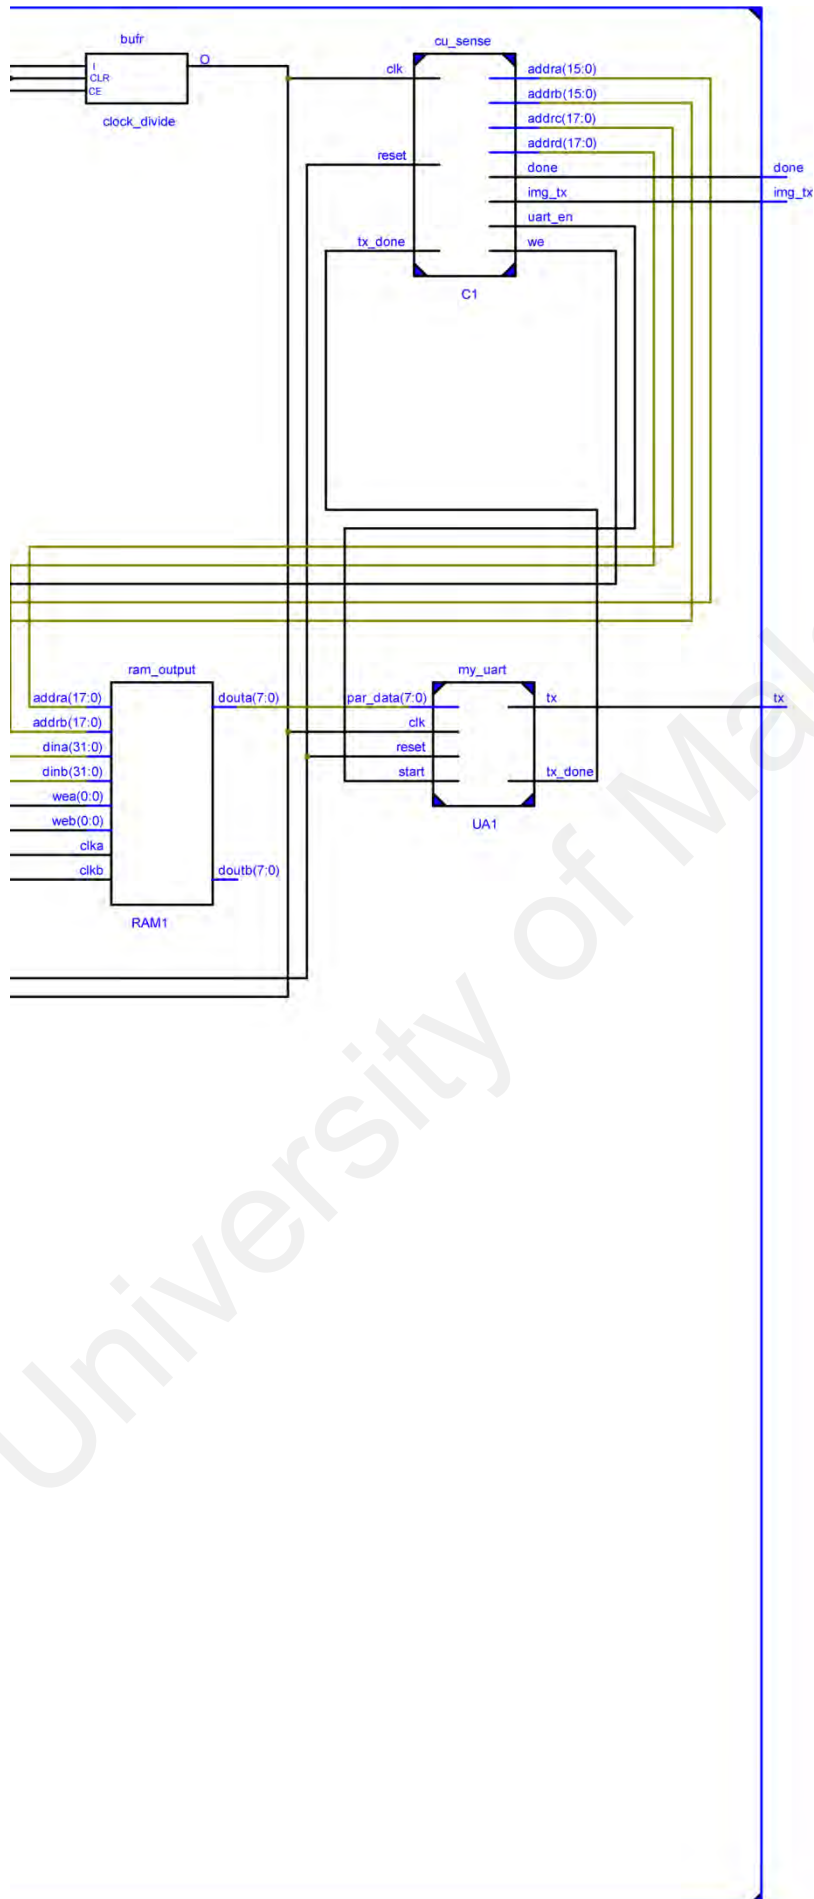 bufr
I
CLR
CE
O
clock_divide
cu_sense
clk
reset
tx_done
addra(15:0)
addrb(15:0)
addrc(17:0)
addrd(17:0)
done
img_tx
uart_en
we
C1
done
img_tx
ram_output
addra(17:0)
addrb(17:0)
dina(31:0)
dinb(31:0)
wea(0:0)
web(0:0)
clka
clkb
douta(7:0)
doutb(7:0)
RAM1
my_uart
par_data(7:0)
clk
reset
start
tx
tx_done
UA1
tx
University of Mala